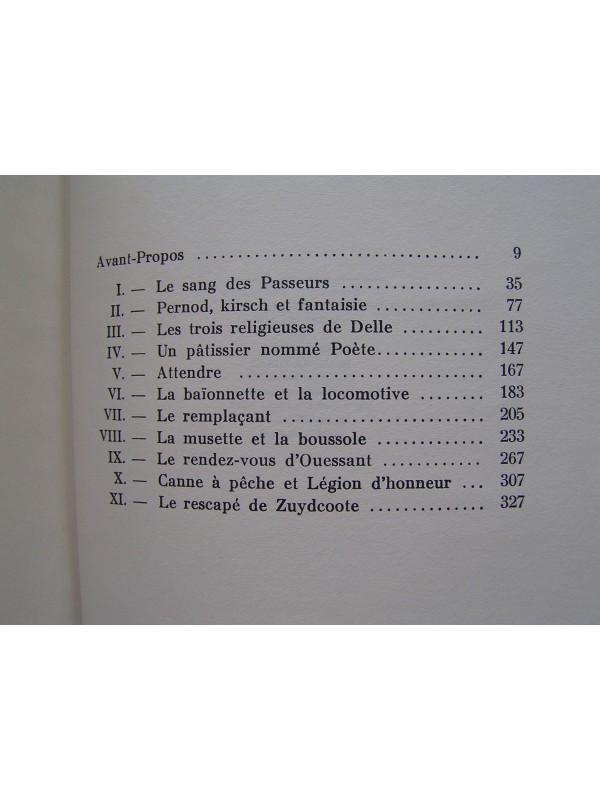 Avant-Propos ................................... 9
I. — Le sang des Passeurs ................. 35
II. — Pernod, kirsch et fantaisie ............. 77
III. — Les trois religieuses de Delle .......... 113
IV. — Un pâtissier nommé Poète............. 147
V. — Attendre .............................. 167
VI. — La baïonnette et la locomotive ........ 183
VII. — Le remplaçant ......................... 205
VIII. — La musette et la boussole .............. 233
IX. — Le rendez-vous d'Ouessant ............. 267
X. — Canne à pêche et Légion d'honneur ... 307
XI. — Le rescapé de Zuydcoote .............. 327